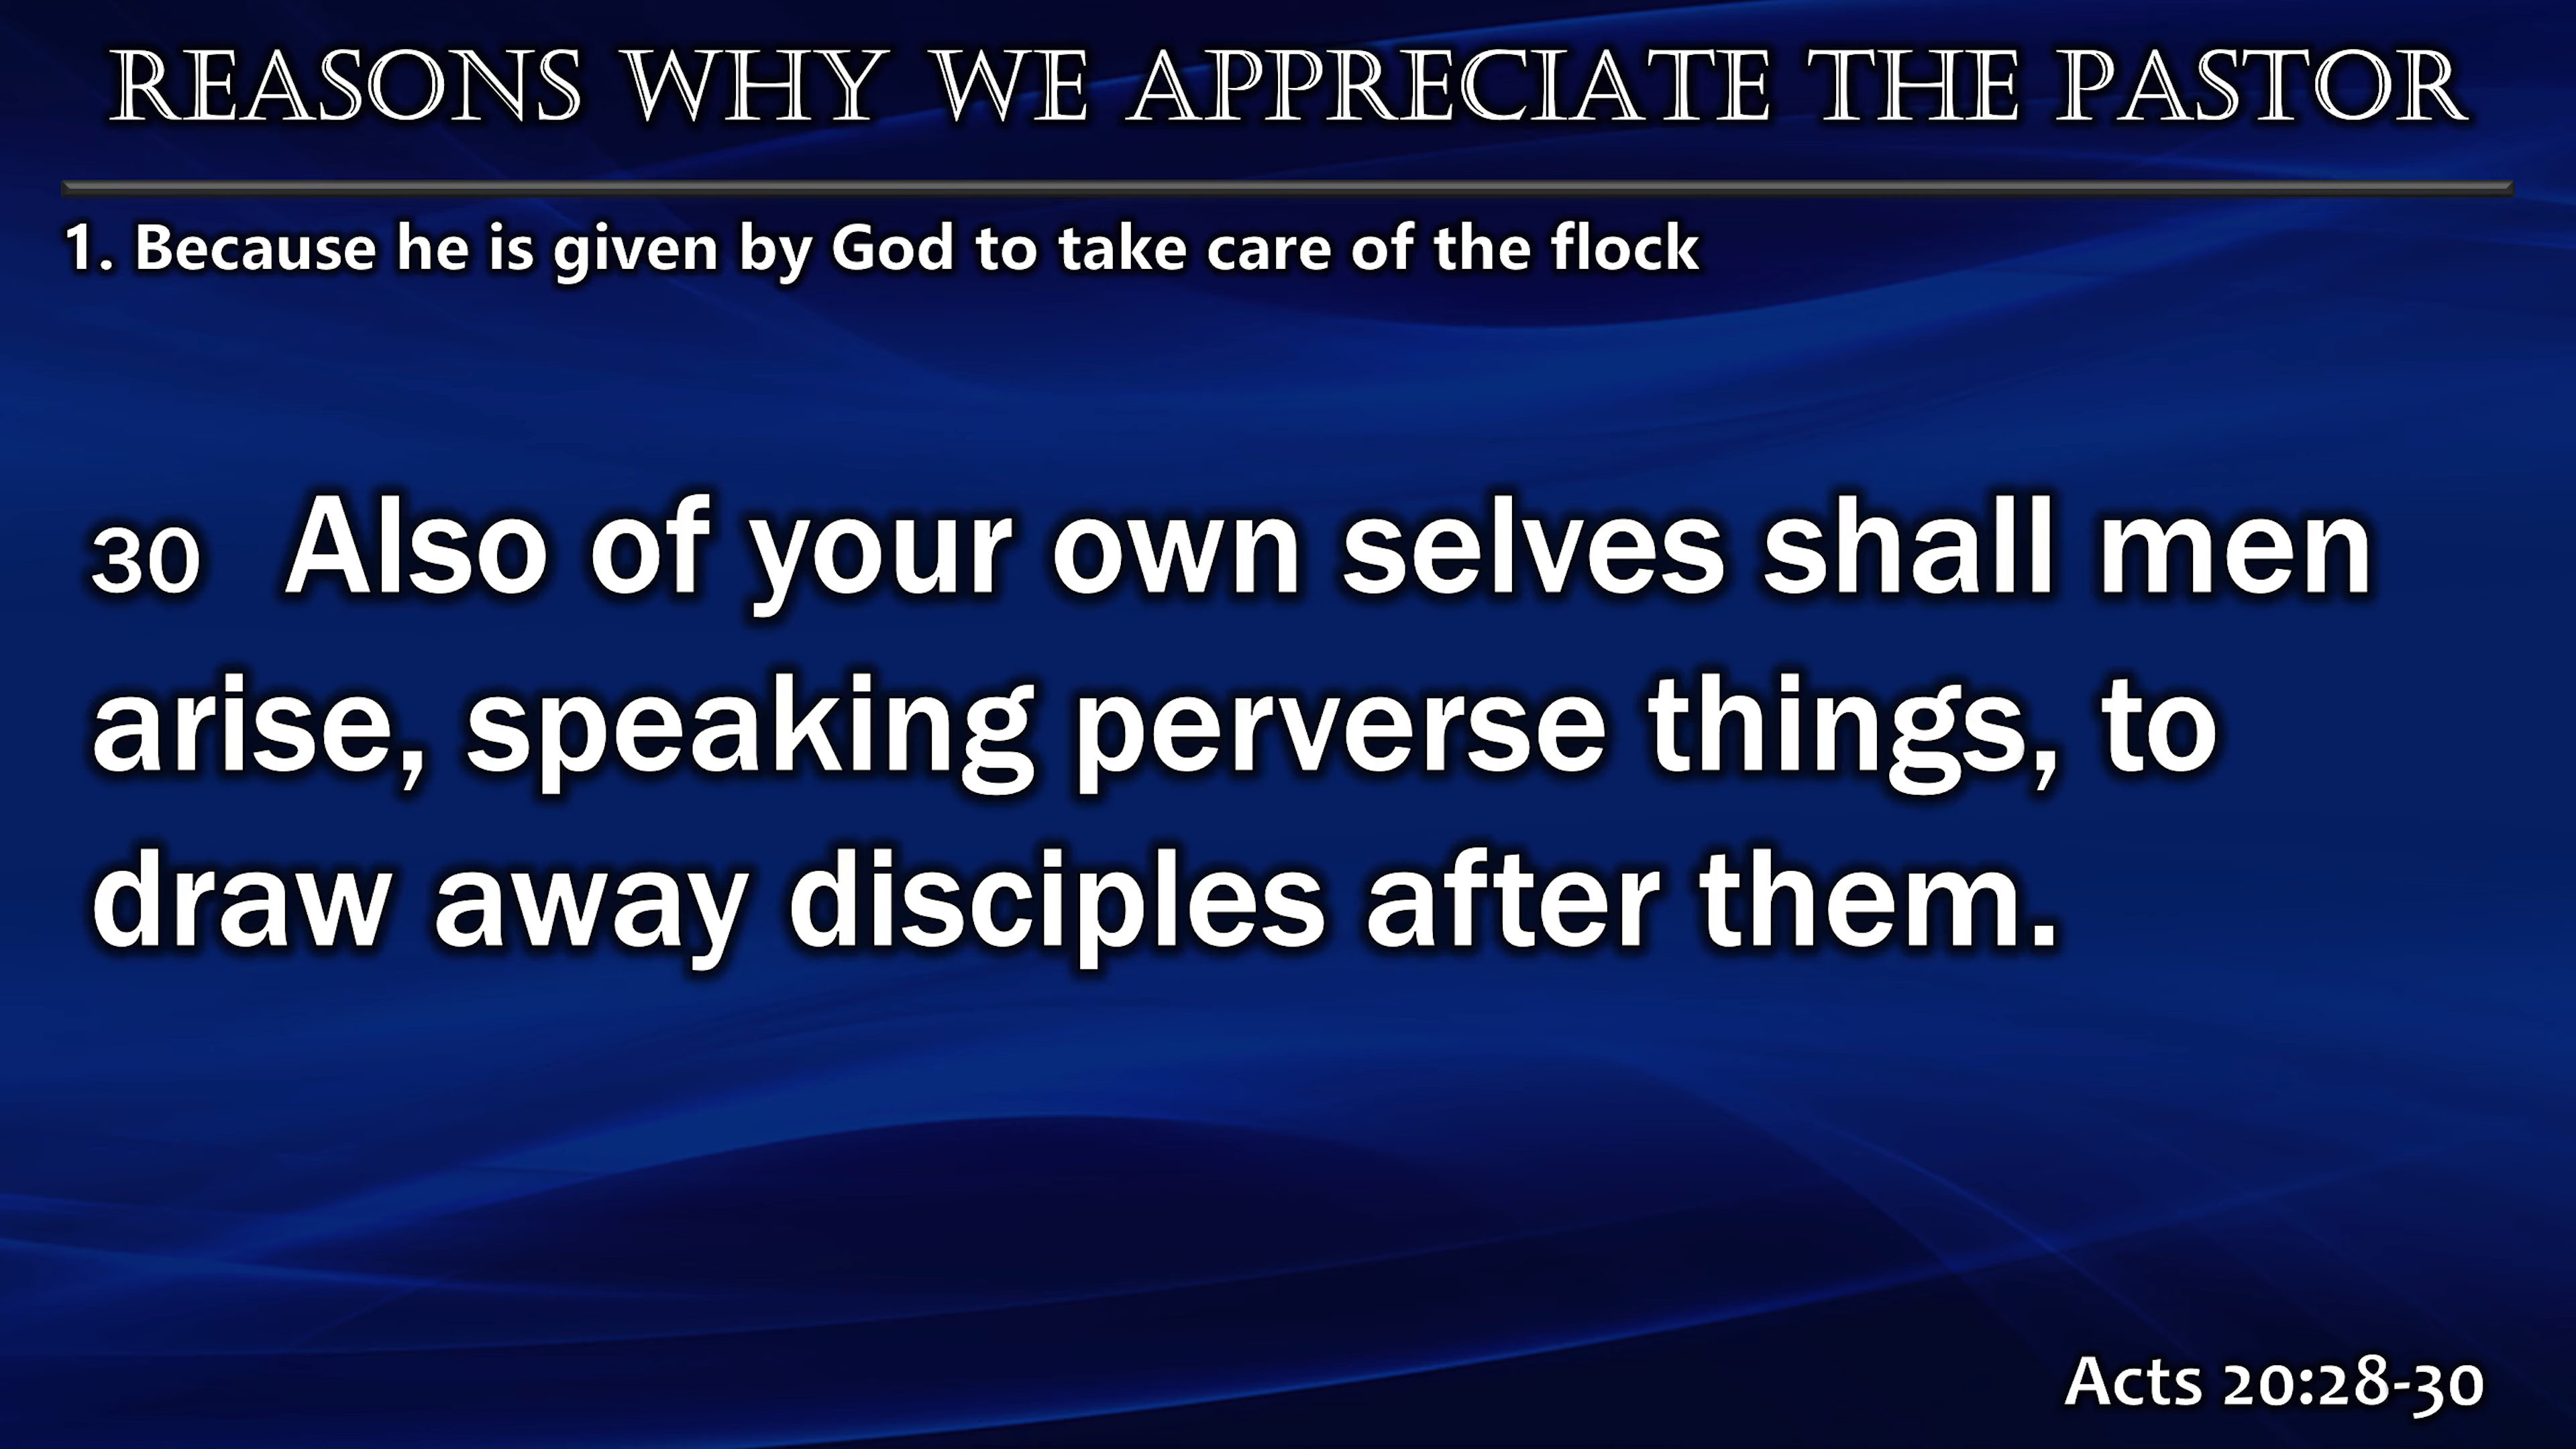 REASONS WHY WE APPRECIATE THE PASTOR
1. Because he is given by God to take care of the flock
30 Also of your own selves shall men
arise, speaking perverse things, to
draw away disciples after them.
Acts 20:28-30